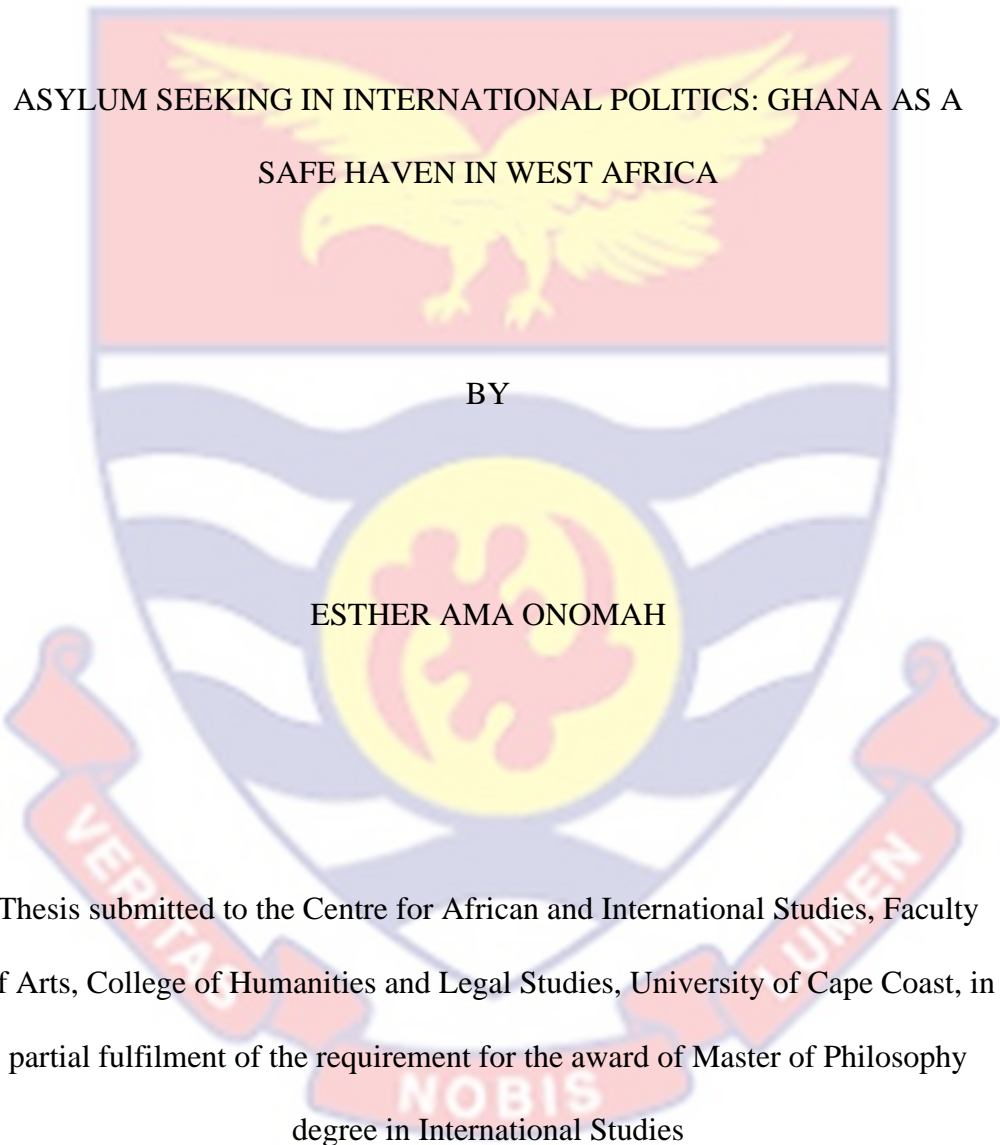 ASYLUM SEEKING IN INTERNATIONAL POLITICS: GHANA AS A
SAFE HAVEN IN WEST AFRICA
BY
ESTHER AMA ONOMAH
Thesis submitted to the Centre for African and International Studies, Faculty
f Arts, College of Humanities and Legal Studies, University of Cape Coast, in
partial fulfilment of the requirement for the award of Master of Philosophy
degree in International Studies
VERITAS
NOBIS
LUMEN